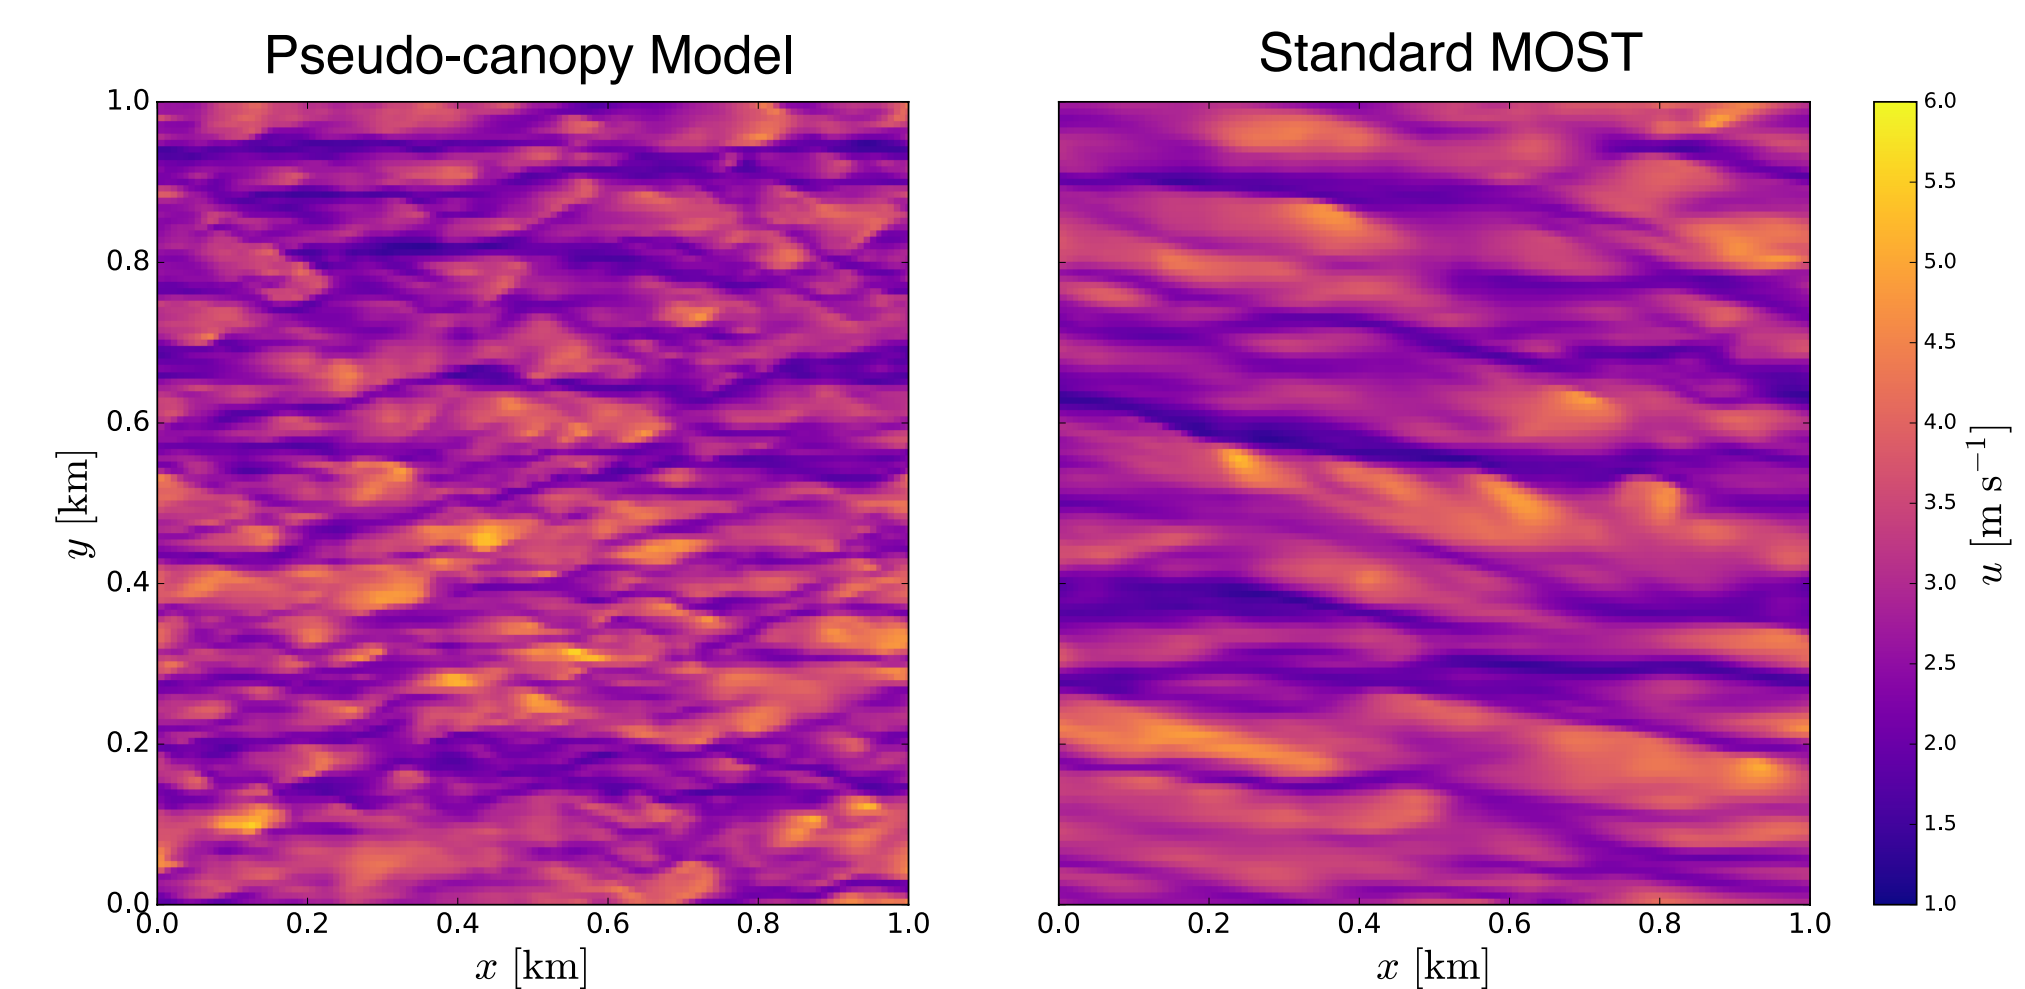 Pseudo-canopy Model
Standard MOST
1.0
0.8
0.6
0.4
0.2
0.0
y [km]
0.0 0.2 0.4 0.6 0.8 1.0
x [km]
0.0 0.2 0.4 0.6 0.8 1.0
x [km]
6.0
5.5
5.0
4.5
4.0
3.5
3.0
2.5
2.0
1.5
1.0
u [m s⁻¹]